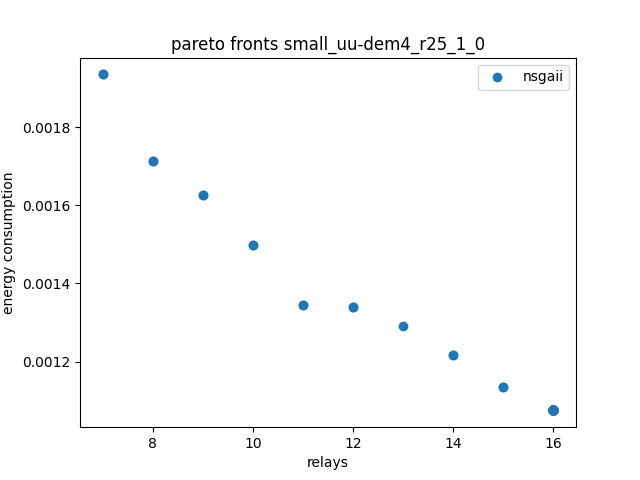 pareto fronts small_uu-dem4_r25_1_0
nsgaii
energy consumption
0.0018
0.0016
0.0014
0.0012
8
10
12
14
16
relays